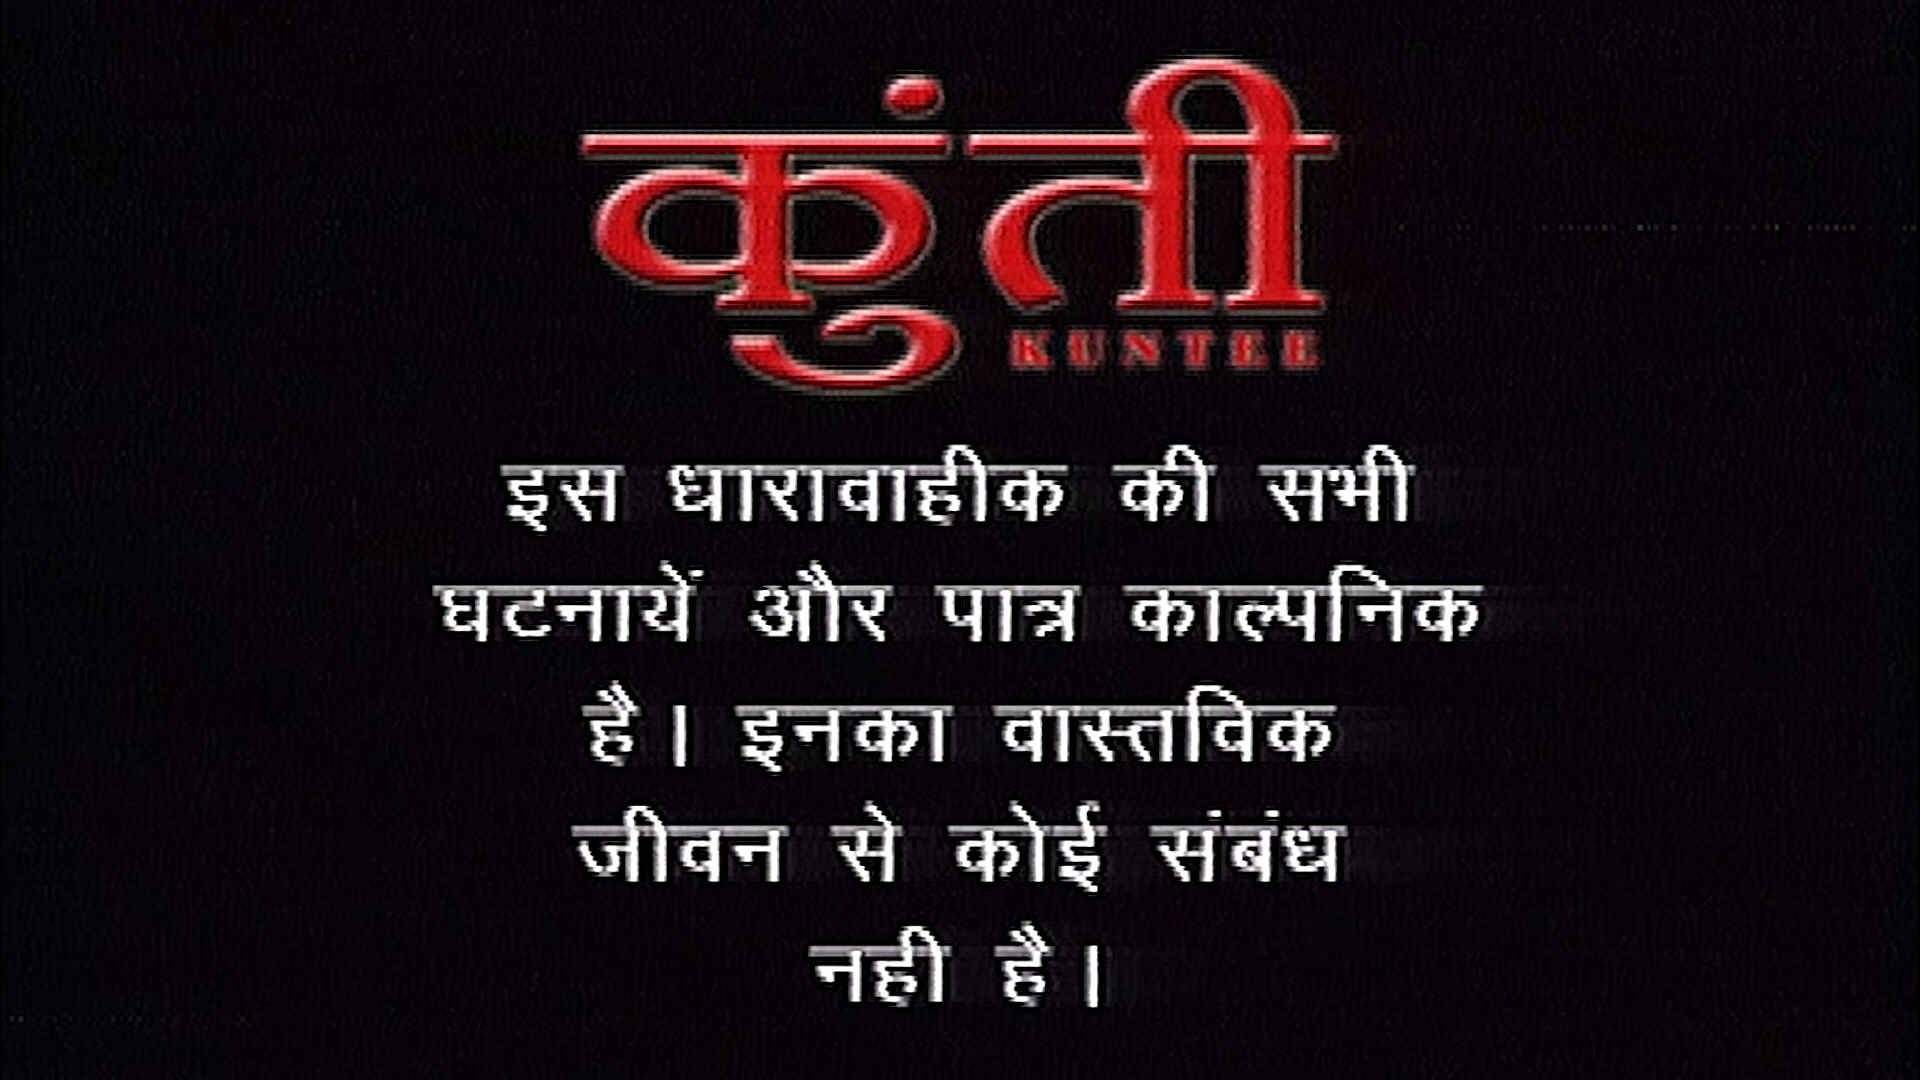 कुंती
KUNTEE
इस धारावाहीक की सभी
घटनायें और पात्र काल्पनिक
है। इनका वास्तविक
जीवन से कोई संबंध
नही है।